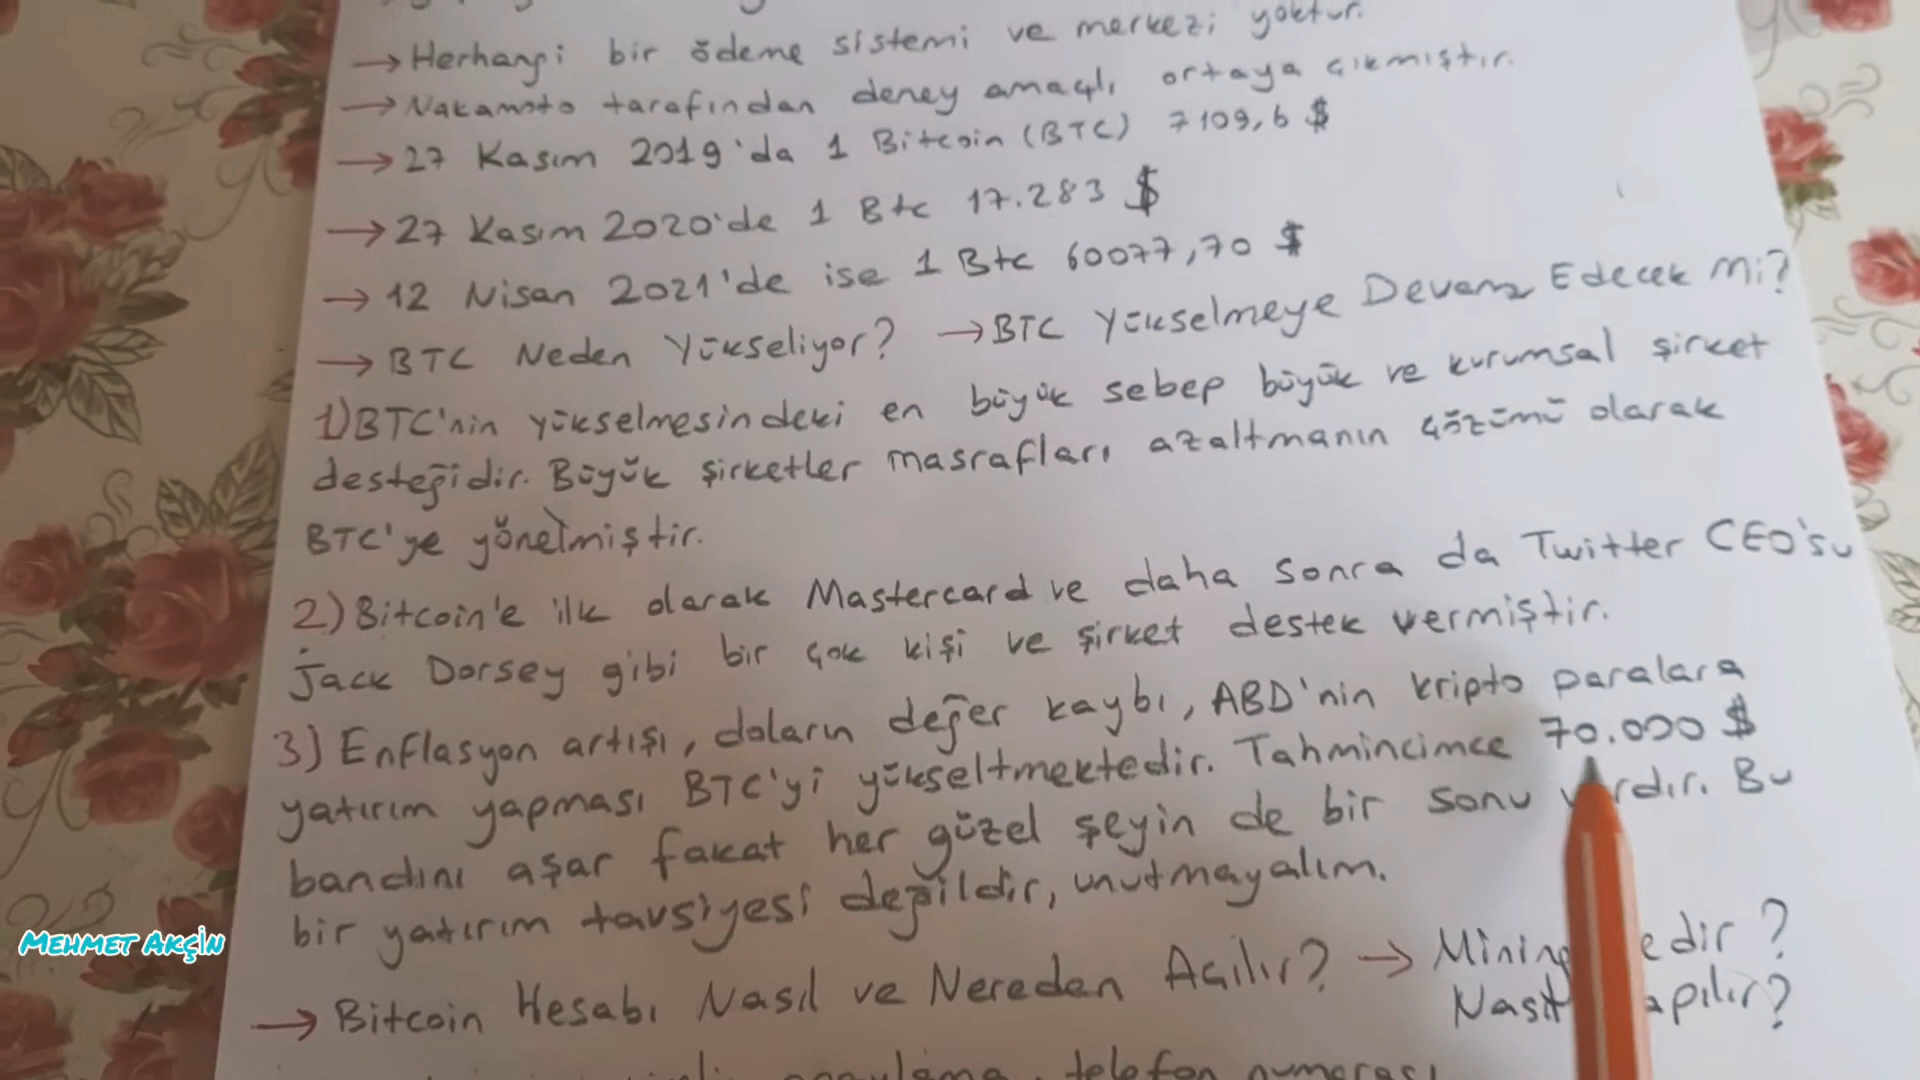 → Herhangi bir ödeme sistemi ve merkezi yoktur.
→ Nakamoto tarafından deney amaçlı ortaya çıkmıştır.
→ 27 Kasım 2019'da 1 Bitcoin (BTC) 7109,6 $
→ 27 Kasım 2020'de 1 Btc 17.283 $
→ 12 Nisan 2021'de ise 1 Btc 60077,70 $
→ BTC Neden Yükseliyor? → BTC Yükselmeye Devam Edecek Mi?
1) BTC'nin yükselmesindeki en büyük sebep büyük ve kurumsal şirket
desteğidir. Büyük şirketler masrafları azaltmanın çözümü olarak
BTC'ye yönelmiştir.
2) Bitcoin'e ilk olarak Mastercard ve daha sonra da Twitter CEO'su
Jack Dorsey gibi bir çok kişi ve şirket destek vermiştir.
3) Enflasyon artışı, doların değer kaybı, ABD'nin kripto paralara
yatırım yapması BTC'yi yükseltmektedir. Tahmincimce 70.000 $
bandını aşar fakat her güzel şeyin de bir sonu vardır. Bu
bir yatırım tavsiyesi değildir, unutmayalım.
→ Bitcoin Hesabı Nasıl ve Nereden Açılır? → Mining Nedir?
Nasıl Yapılır?
telefon numarası
MEHMET AKÇİN